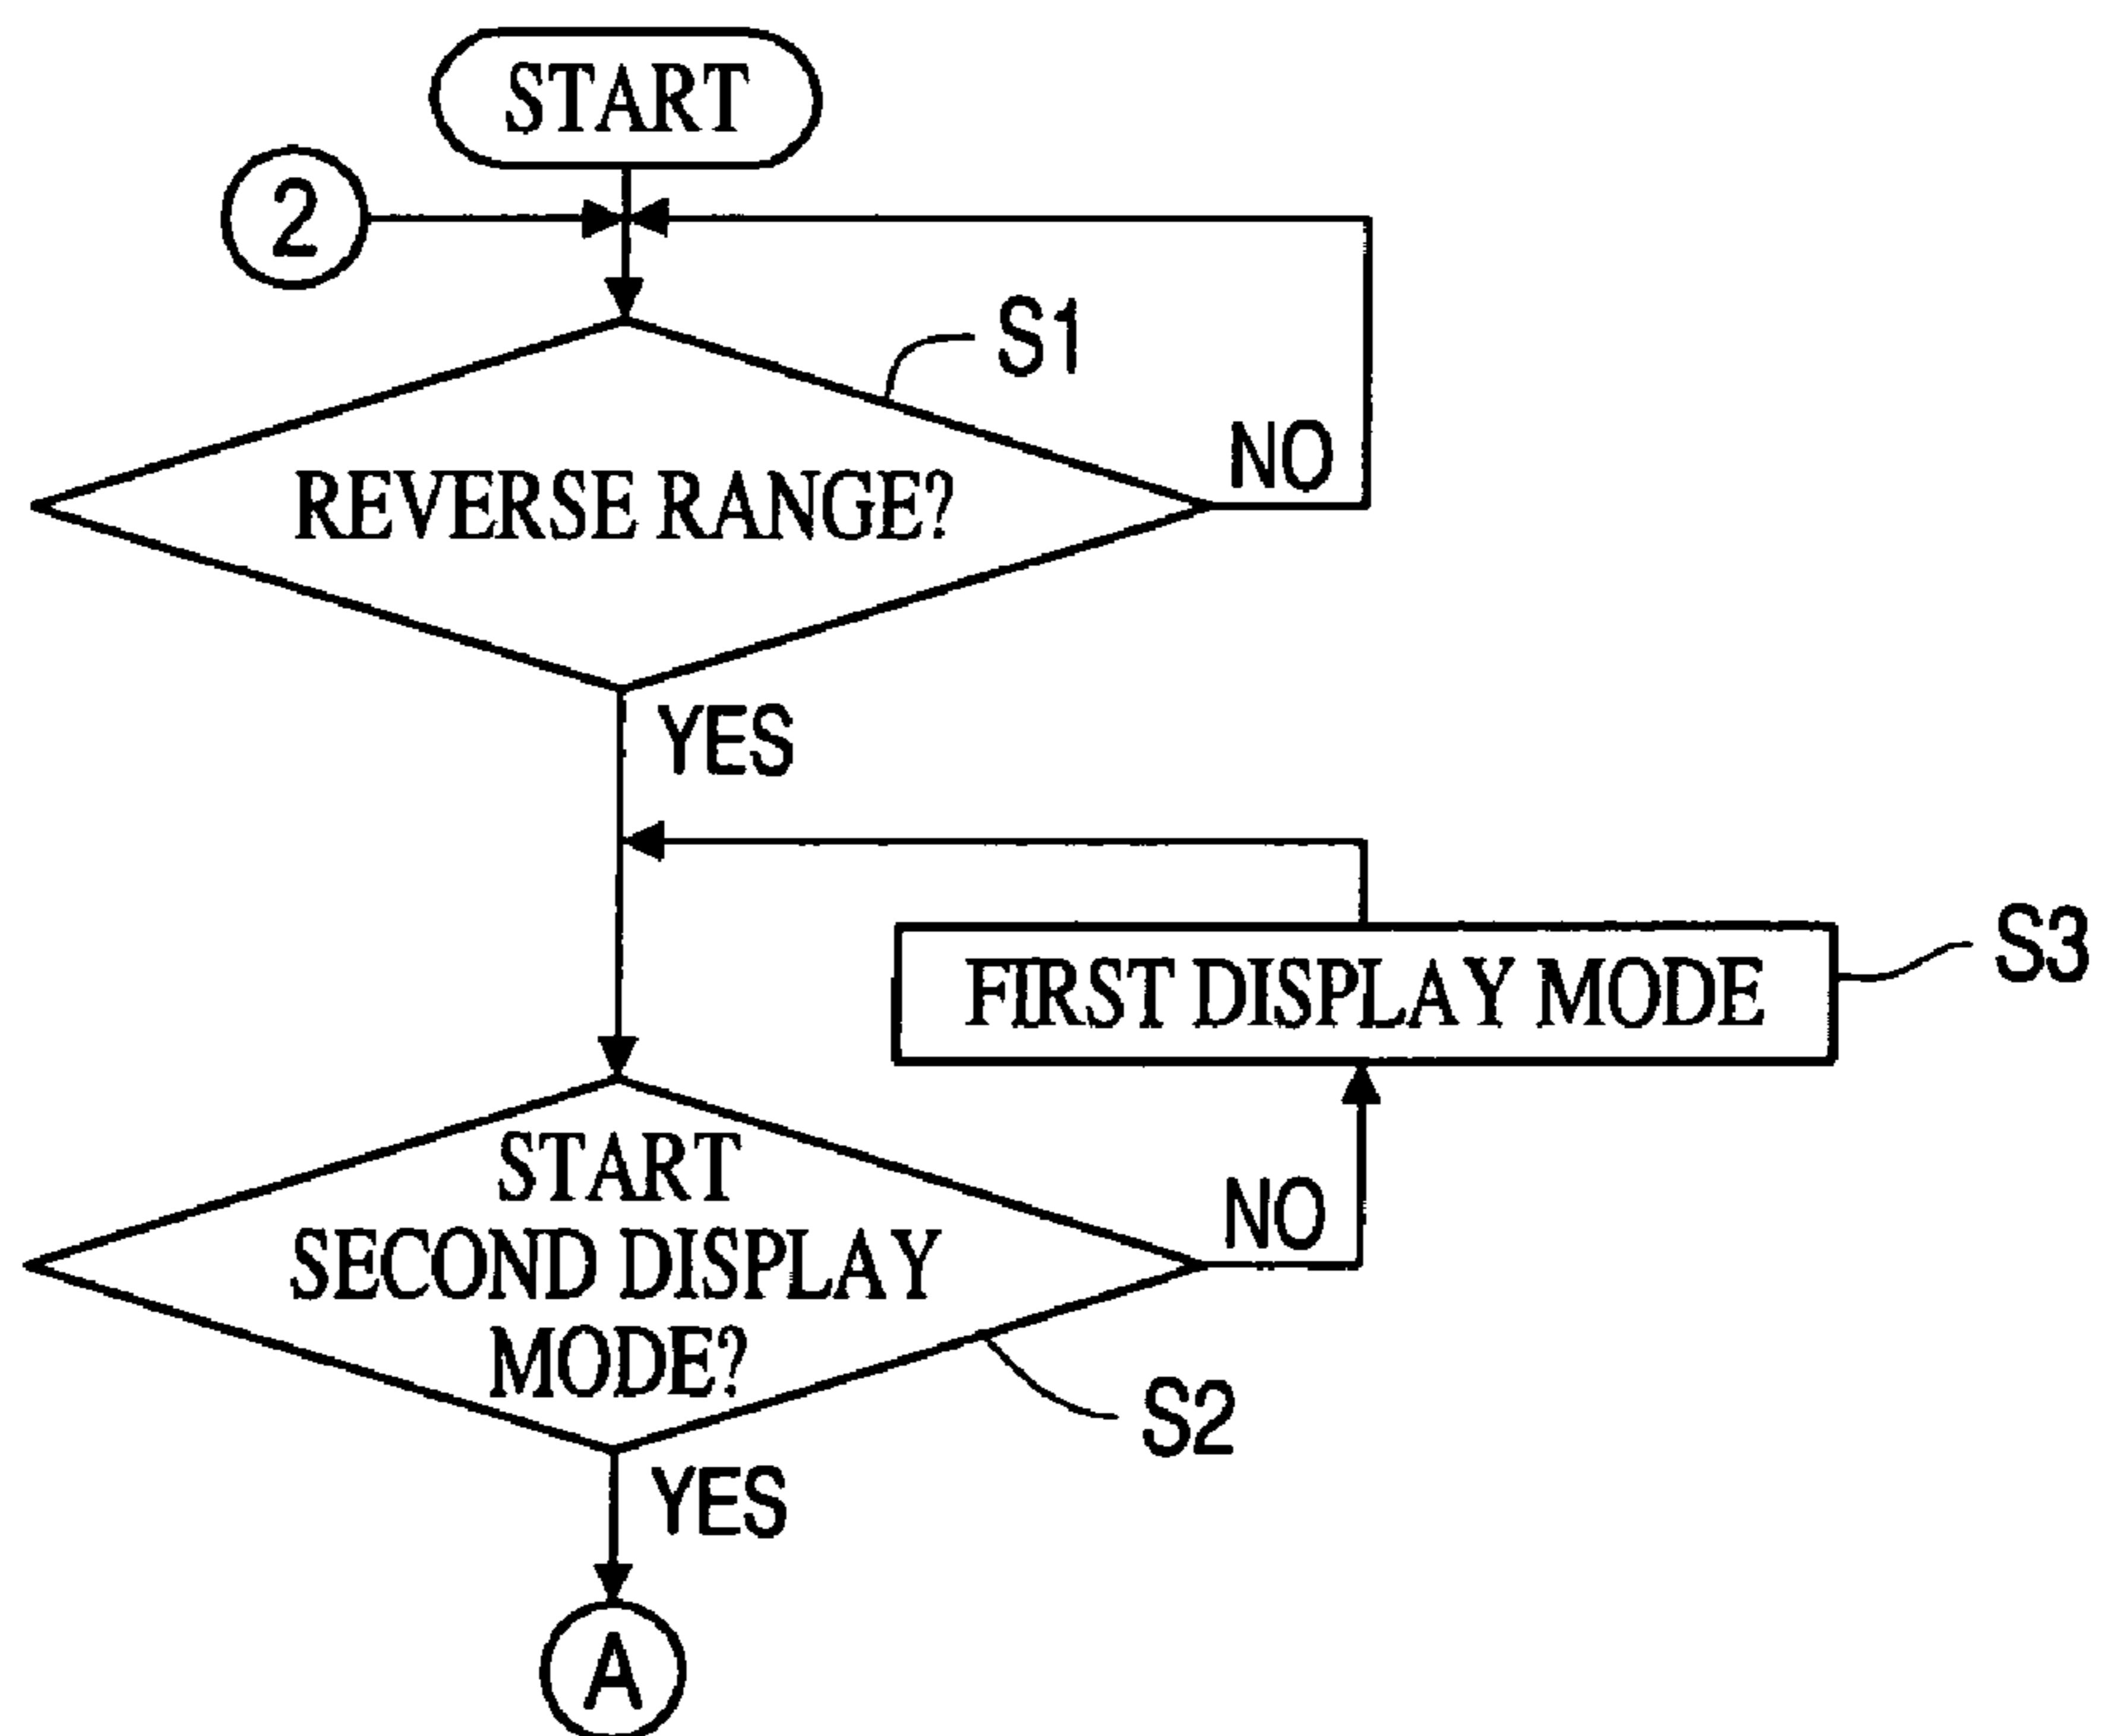 START
2
S1
REVERSE RANGE?
NO
YES
FIRST DISPLAY MODE
S3
START
SECOND DISPLAY
MODE?
NO
S2
YES
A